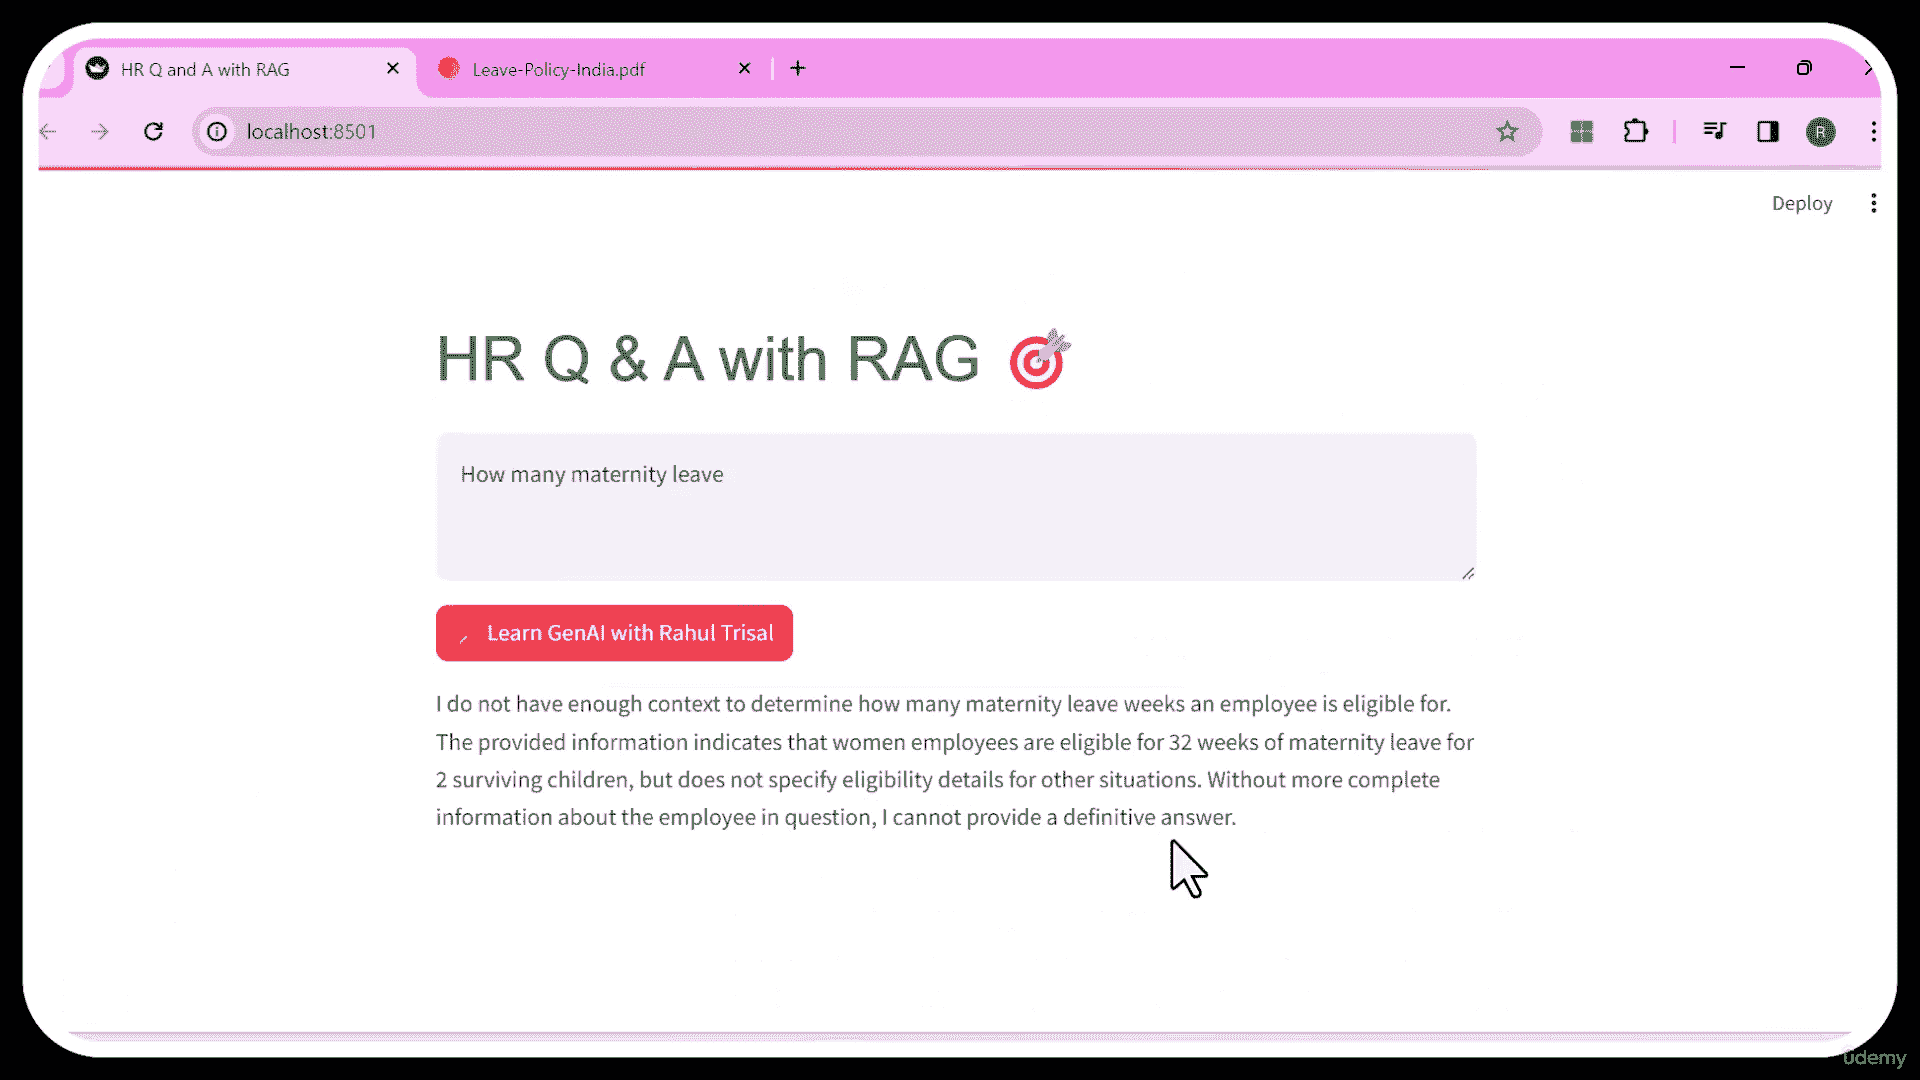 HR Q and A with RAG
Leave-Policy-India.pdf
localhost:8501
R
Deploy
HR Q & A with RAG
How many maternity leave
Learn GenAI with Rahul Trisal
I do not have enough context to determine how many maternity leave weeks an employee is eligible for.
The provided information indicates that women employees are eligible for 32 weeks of maternity leave for
2 surviving children, but does not specify eligibility details for other situations. Without more complete
information about the employee in question, I cannot provide a definitive answer.
udemy